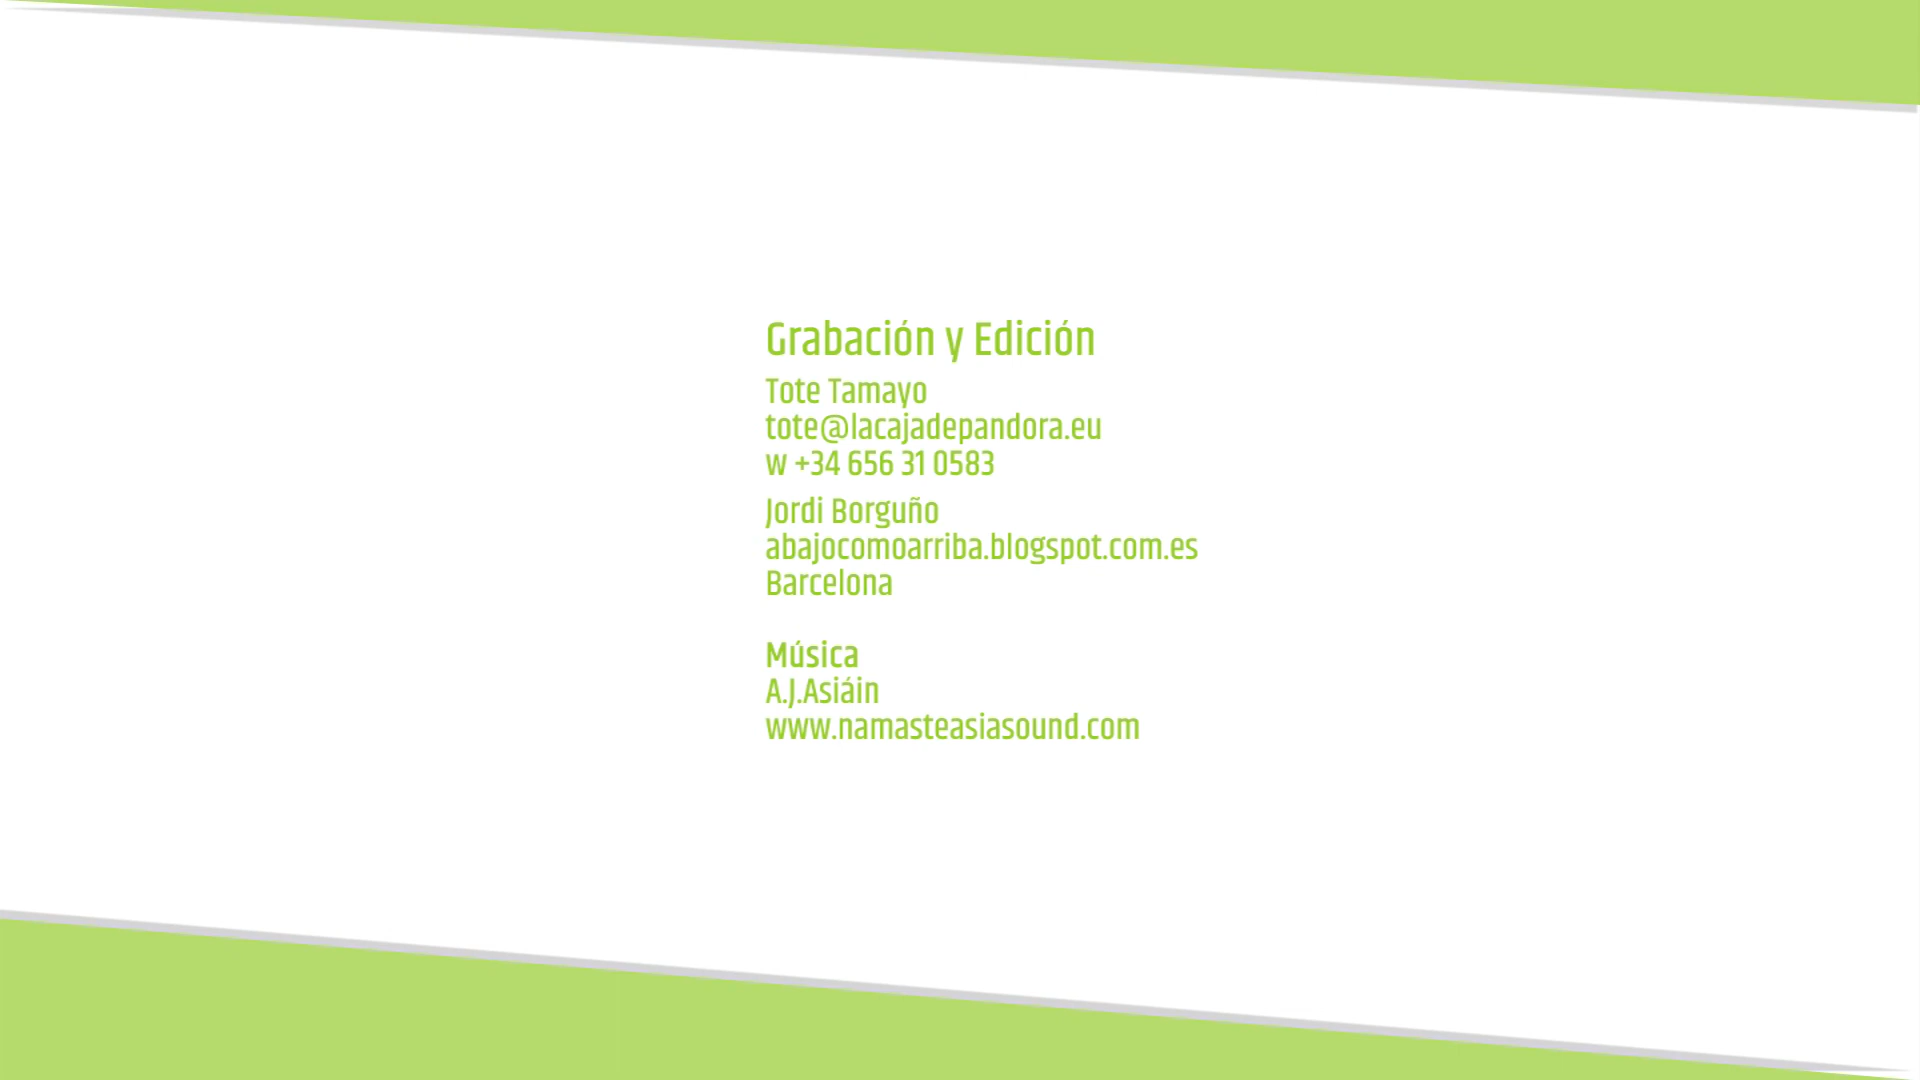 Grabación y Edición
Tote Tamayo
tote@lacajadepandora.eu
w +34 656 31 0583
Jordi Borguño
abajocomoarriba.blogspot.com.es
Barcelona
Música
A.J.Asiáin
www.namasteasiasound.com